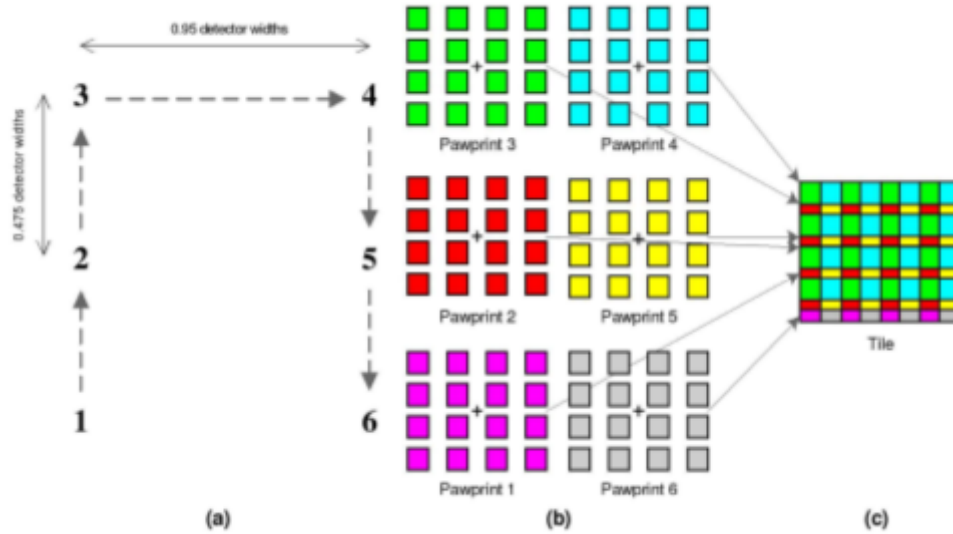 0.95 detector widths
3
4
0.475 detector widths
Pawprint 3
Pawprint 4
2
5
Pawprint 2
Pawprint 5
Tile
1
6
Pawprint 1
Pawprint 6
(a)
(b)
(c)